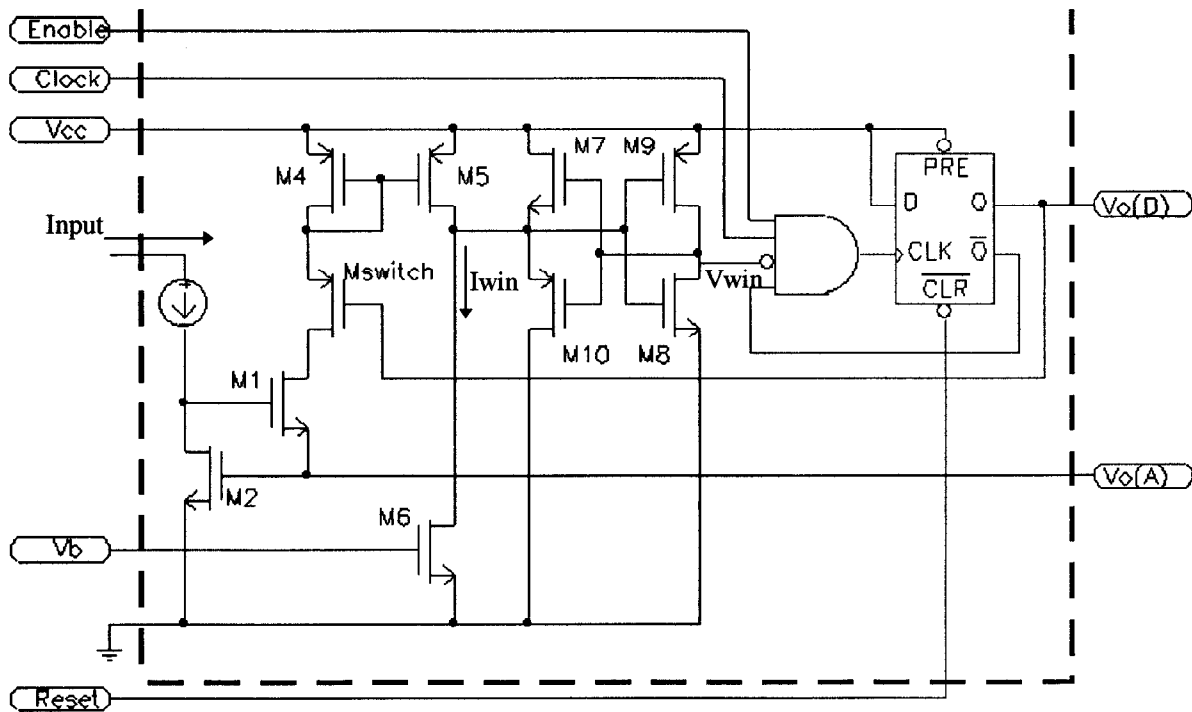 Enable
Clock
Vcc
M4
M5
M7
M9
PRE
D
Q
Vo(D)
Input
Mswitch
Iwin
Vwin
CLK
Q
CLR
M10
M8
M1
M2
Vo(A)
M6
Vb
Reset